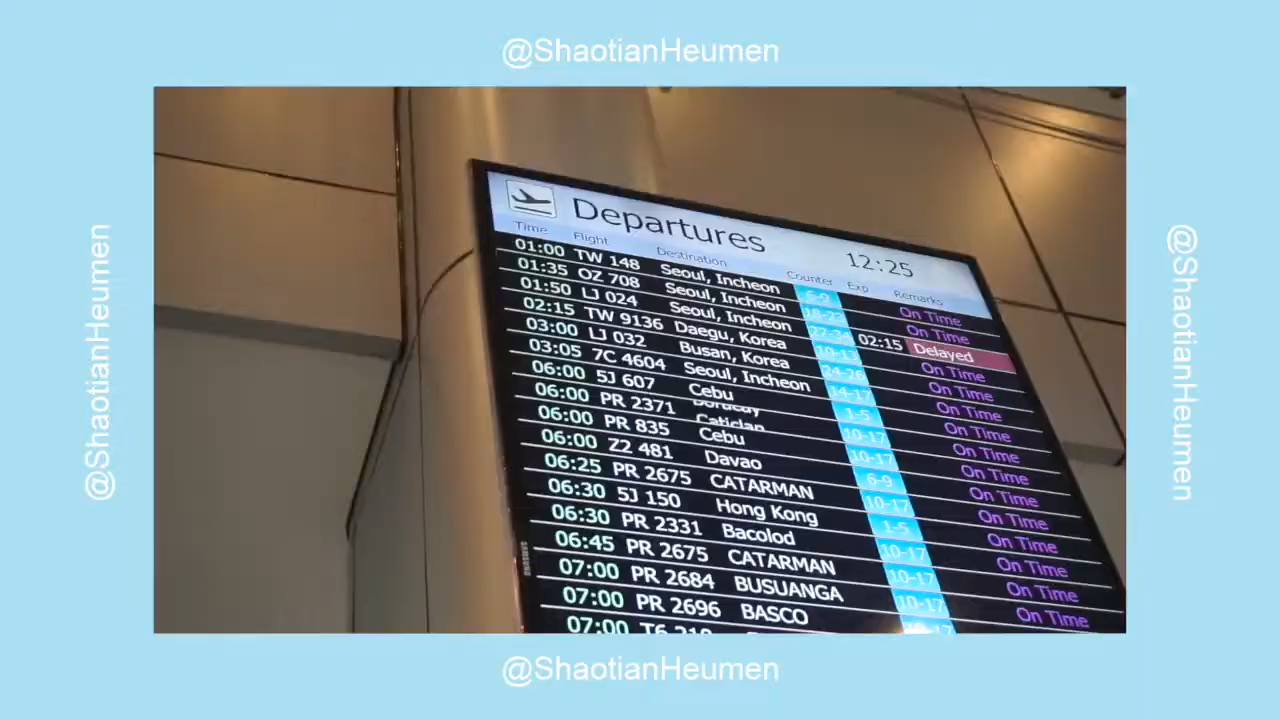 @ShaotianHeumen
@ShaotianHeumen
Departures 12:25
Time Flight Destination Counter Exp Remarks
01:00 TW 148 Seoul, Incheon 6-9 On Time
01:35 OZ 708 Seoul, Incheon On Time
01:50 LJ 024 Seoul, Incheon 27-34 02:15 Delayed
02:15 TW 9136 Daegu, Korea 10-13 On Time
03:00 LJ 032 Busan, Korea 24-26 On Time
03:05 7C 4604 Seoul, Incheon 14-17 On Time
06:00 5J 607 Cebu 1-5 On Time
06:00 PR 2371 Boracay Caticlan 10-17 On Time
06:00 PR 835 Cebu 10-17 On Time
06:00 Z2 481 Davao 6-9 On Time
06:25 PR 2675 CATARMAN 10-17 On Time
06:30 5J 150 Hong Kong 1-5 On Time
06:30 PR 2331 Bacolod 10-17 On Time
06:45 PR 2675 CATARMAN 10-17 On Time
07:00 PR 2684 BUSUANGA 10-17 On Time
07:00 PR 2696 BASCO
07:00
SAMSUNG
@ShaotianHeumen
@ShaotianHeumen